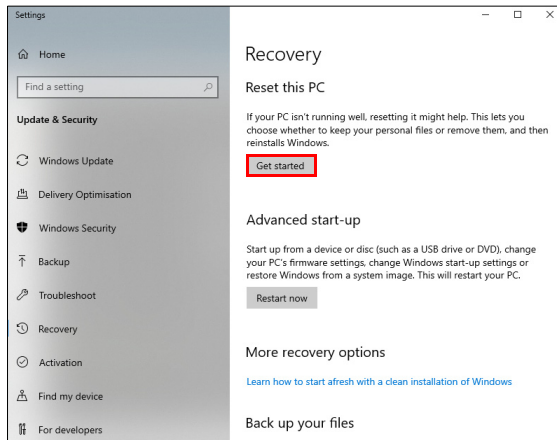 Settings
Home
Find a setting
Update & Security
Windows Update
Delivery Optimisation
Windows Security
Backup
Troubleshoot
Recovery
Activation
Find my device
For developers
Recovery
Reset this PC
If your PC isn't running well, resetting it might help. This lets you
choose whether to keep your personal files or remove them, and then
reinstalls Windows.
Get started
Advanced start-up
Start up from a device or disc (such as a USB drive or DVD), change
your PC's firmware settings, change Windows start-up settings or
restore Windows from a system image. This will restart your PC.
Restart now
More recovery options
Learn how to start afresh with a clean installation of Windows
Back up your files